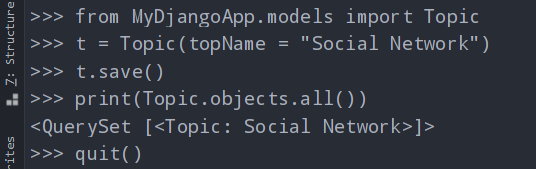 >>> from MyDjangoApp.models import Topic
>>> t = Topic(topName = "Social Network")
>>> t.save()
>>> print(Topic.objects.all())
<QuerySet [<Topic: Social Network>]>
>>> quit()
7: Structure
rites